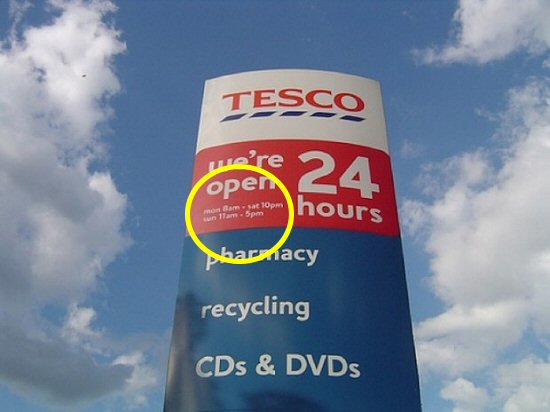 TESCO
we're
open 24
mon 8am - sat 10pm
sun 11am - 5pm
hours
pharmacy
recycling
CDs & DVDs